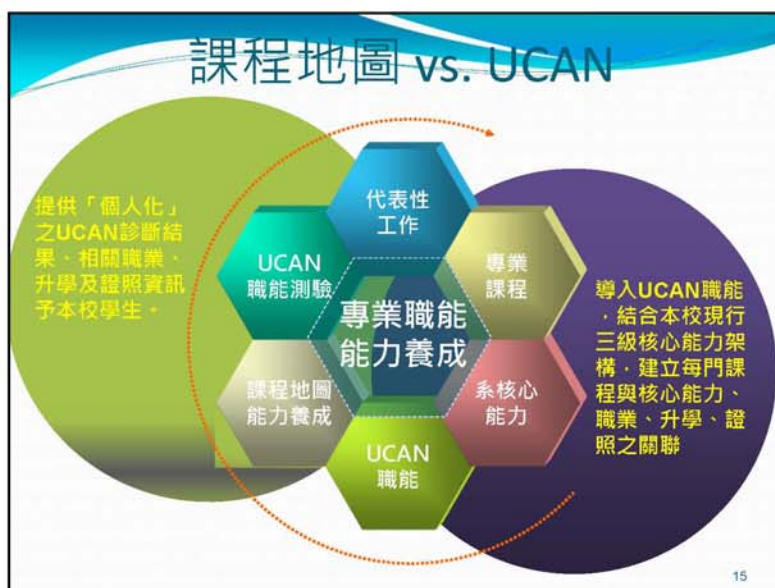 課程地圖 vs. UCAN
提供「個人化」
之UCAN診斷結
果、相關職業、
升學及證照資訊
予本校學生。
代表性
工作
UCAN
職能測驗
專業
課程
專業職能
能力養成
課程地圖
能力養成
系核心
能力
UCAN
職能
導入UCAN職能
，結合本校現行
三級核心能力架
構，建立每門課
程與核心能力、
職業、升學、證
照之關聯
15